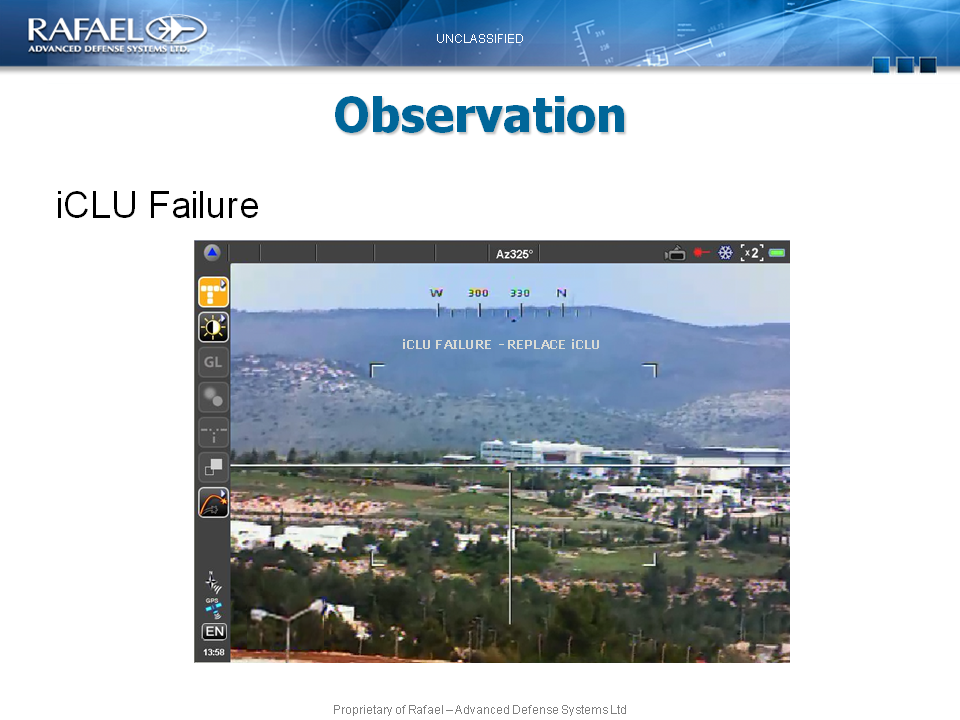 RAFAEL
ADVANCED DEFENSE SYSTEMS LTD.
UNCLASSIFIED
Observation
iCLU Failure
Az325°
x2
W 300 330 N
iCLU FAILURE - REPLACE iCLU
GL
N
GPS
EN
13:58
Proprietary of Rafael – Advanced Defense Systems Ltd